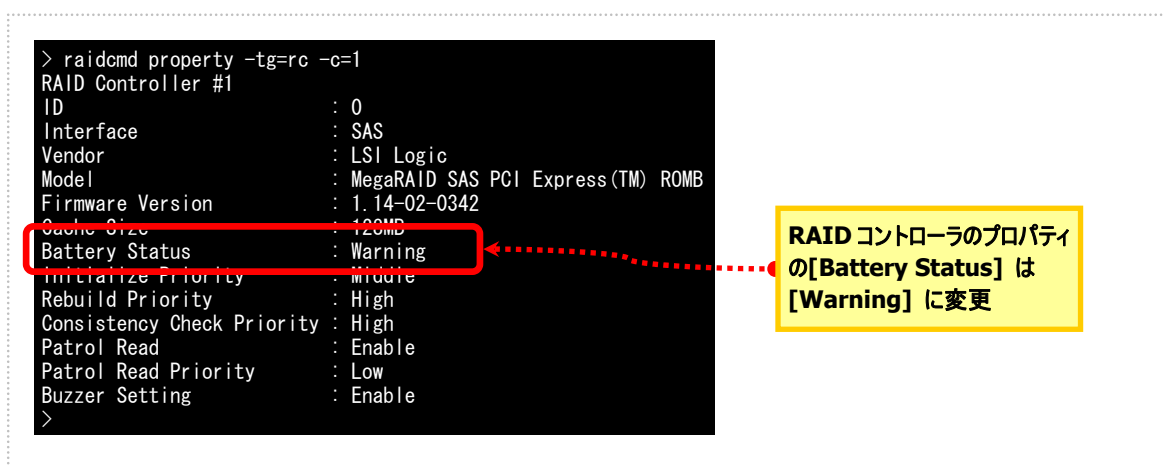 > raidcmd property -tg=rc -c=1
RAID Controller #1
ID : 0
Interface : SAS
Vendor : LSI Logic
Model : MegaRAID SAS PCI Express(TM) ROMB
Firmware Version : 1.14-02-0342
Cache Size : 128MB
Battery Status : Warning
Initialize Priority : Middle
Rebuild Priority : High
Consistency Check Priority : High
Patrol Read : Enable
Patrol Read Priority : Low
Buzzer Setting : Enable
>
RAID コントローラのプロパティ
の[Battery Status] は
[Warning] に変更